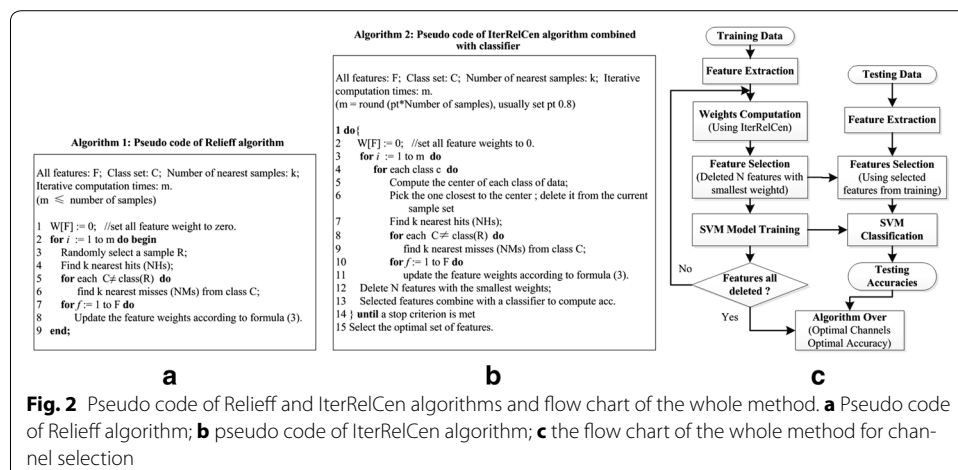 Algorithm 1: Pseudo code of Relieff algorithm
All features: F; Class set: C; Number of nearest samples: k;
Iterative computation times: m.
(m ≤ number of samples)
1 W[F] := 0; //set all feature weight to zero.
2 for i := 1 to m do begin
3 Randomly select a sample R;
4 Find k nearest hits (NHs);
5 for each C≠ class(R) do
6 find k nearest misses (NMs) from class C;
7 for f := 1 to F do
8 Update the feature weights according to formula (3).
9 end;
a
Algorithm 2: Pseudo code of IterRelCen algorithm combined
with classifier
All features: F; Class set: C; Number of nearest samples: k; Iterative
computation times: m.
(m = round (pt*Number of samples), usually set pt 0.8)
1 do{
2 W[F] := 0; //set all feature weights to 0.
3 for i := 1 to m do
4 for each class c do
5 Compute the center of each class of data;
6 Pick the one closest to the center ; delete it from the current
sample set
7 Find k nearest hits (NHs);
8 for each C≠ class(R) do
9 find k nearest misses (NMs) from class C;
10 for f := 1 to F do
11 update the feature weights according to formula (3).
12 Delete N features with the smallest weights;
13 Selected features combine with a classifier to compute acc.
14 } until a stop criterion is met
15 Select the optimal set of features.
b
Training Data
Feature Extraction
Weights Computation
(Using IterRelCen)
Feature Selection
(Deleted N features with
smallest weightd)
SVM Model Training
Features all
deleted ?
No
Yes
Testing Data
Feature Extraction
Features Selection
(Using selected
features from training)
SVM
Classification
Testing
Accuracies
Algorithm Over
(Optimal Channels
Optimal Accuracy)
c
Fig. 2 Pseudo code of Relieff and IterRelCen algorithms and flow chart of the whole method. a Pseudo code
of Relieff algorithm; b pseudo code of IterRelCen algorithm; c the flow chart of the whole method for chan-
nel selection